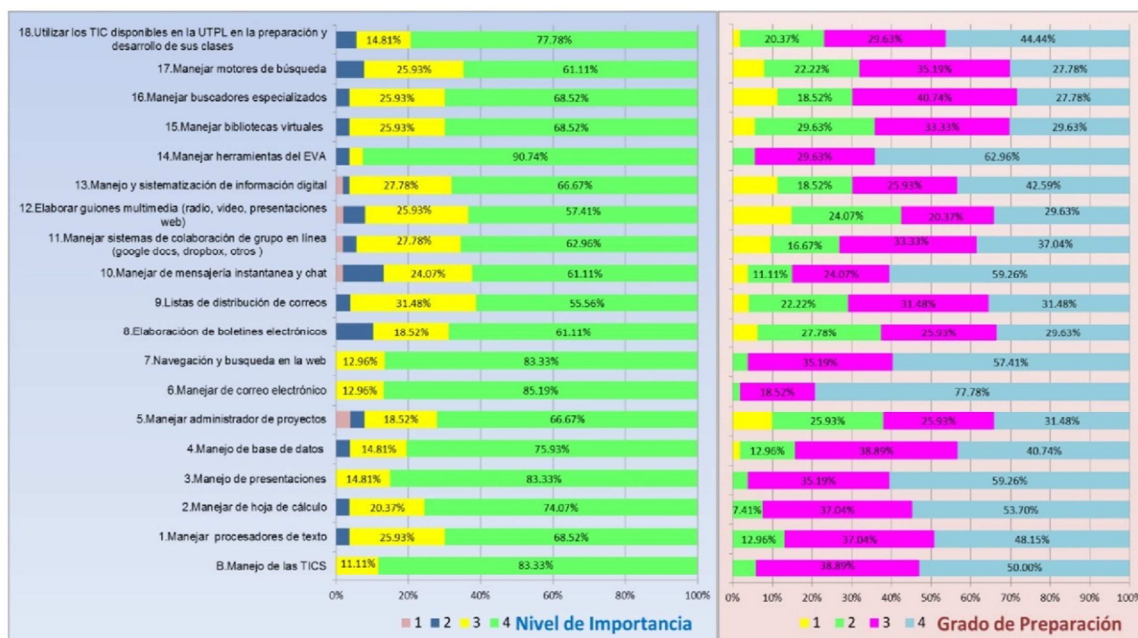 18.Utilizar los TIC disponibles en la UTPL en la preparación y
desarrollo de sus clases
14.81% 77.78% 20.37% 29.63% 44.44%
17.Manejar motores de búsqueda 25.93% 61.11% 22.22% 35.19% 27.78%
16.Manejar buscadores especializados 25.93% 68.52% 18.52% 40.74% 27.78%
15.Manejar bibliotecas virtuales 25.93% 68.52% 29.63% 33.33% 29.63%
14.Manejar herramientas del EVA 90.74% 29.63% 62.96%
13.Manejo y sistematización de información digital 27.78% 66.67% 18.52% 25.93% 42.59%
12.Elaborar guiones multimedia (radio, video, presentaciones
web)
25.93% 57.41% 24.07% 20.37% 29.63%
11.Manejar sistemas de colaboración de grupo en línea
(google docs, dropbox, otros )
27.78% 62.96% 16.67% 33.33% 37.04%
10.Manejar de mensajería instantanea y chat 24.07% 61.11% 11.11% 24.07% 59.26%
9.Listas de distribución de correos 31.48% 55.56% 22.22% 31.48% 31.48%
8.Elaboracióon de boletines electrónicos 18.52% 61.11% 27.78% 25.93% 29.63%
7.Navegación y busqueda en la web 12.96% 83.33% 35.19% 57.41%
6.Manejar de correo electrónico 12.96% 85.19% 18.52% 77.78%
5.Manejar administrador de proyectos 18.52% 66.67% 25.93% 25.93% 31.48%
4.Manejo de base de datos 14.81% 75.93% 12.96% 38.89% 40.74%
3.Manejo de presentaciones 14.81% 83.33% 35.19% 59.26%
2.Manejar de hoja de cálculo 20.37% 74.07% 7.41% 37.04% 53.70%
1.Manejar procesadores de texto 25.93% 68.52% 12.96% 37.04% 48.15%
B.Manejo de las TICS 11.11% 83.33% 38.89% 50.00%
0% 20% 40% 60% 80% 100% 0% 10% 20% 30% 40% 50% 60% 70% 80% 90% 100%
1 2 3 4 Nivel de Importancia 1 2 3 4 Grado de Preparación